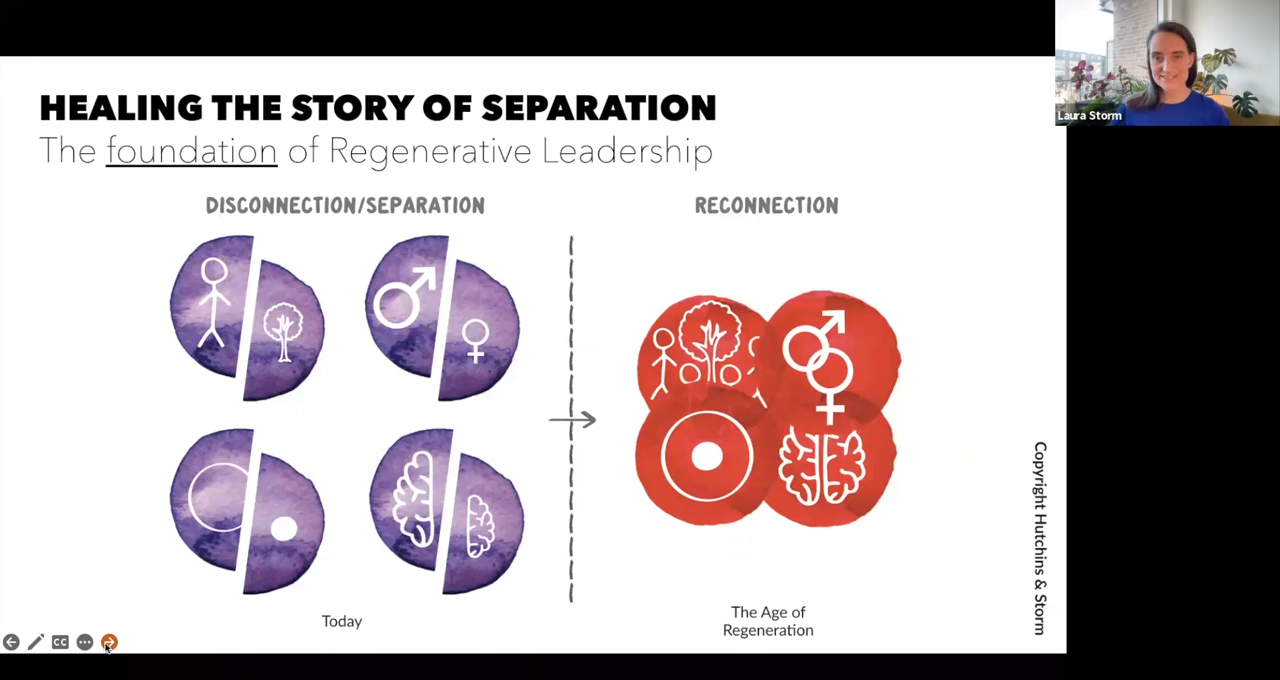 HEALING THE STORY OF SEPARATION
The foundation of Regenerative Leadership
DISCONNECTION/SEPARATION
RECONNECTION
Today
The Age of
Regeneration
Copyright Hutchins & Storm
Laura Storm
CC